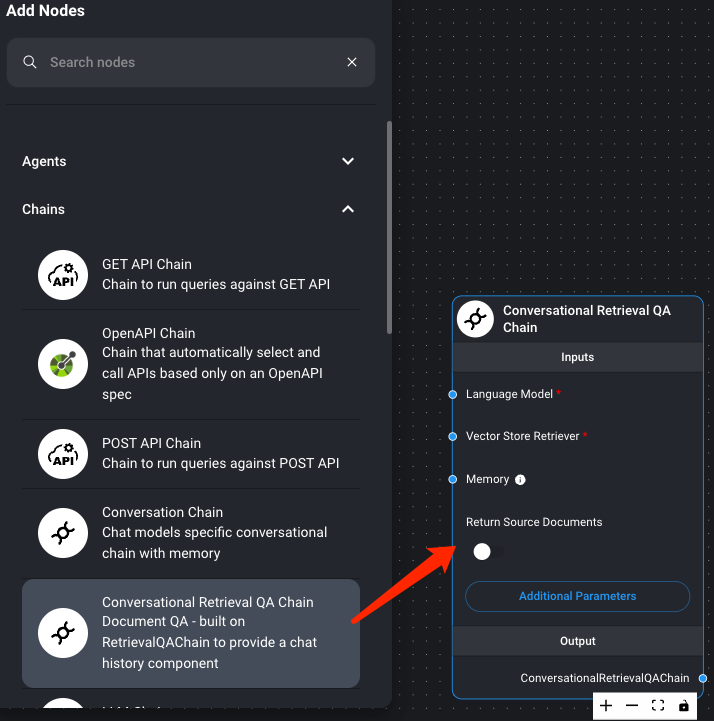 Add Nodes
Search nodes
Agents
Chains
API
GET API Chain
Chain to run queries against GET API
OpenAPI Chain
Chain that automatically select and
call APIs based only on an OpenAPI
spec
API
POST API Chain
Chain to run queries against POST API
Conversation Chain
Chat models specific conversational
chain with memory
Conversational Retrieval QA Chain
Document QA - built on
RetrievalQAChain to provide a chat
history component
Conversational Retrieval QA
Chain
Inputs
Language Model *
Vector Store Retriever *
Memory
Return Source Documents
Additional Parameters
Output
ConversationalRetrievalQAChain